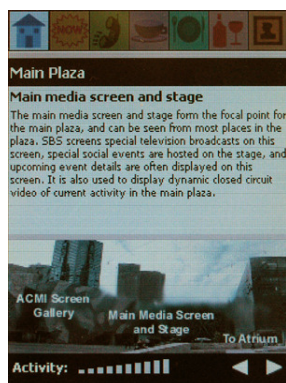 NOW
Main Plaza
Main media screen and stage
The main media screen and stage form the focal point for
the main plaza, and can be seen from most places in the
plaza. SBS screens special television broadcasts on this
screen, special social events are hosted on the stage, and
upcoming event details are often displayed on this
screen. It is also used to display dynamic closed circuit
video of current activity in the main plaza.
ACMI Screen
Gallery
Main Media Screen
and Stage
To Atrium
Activity: